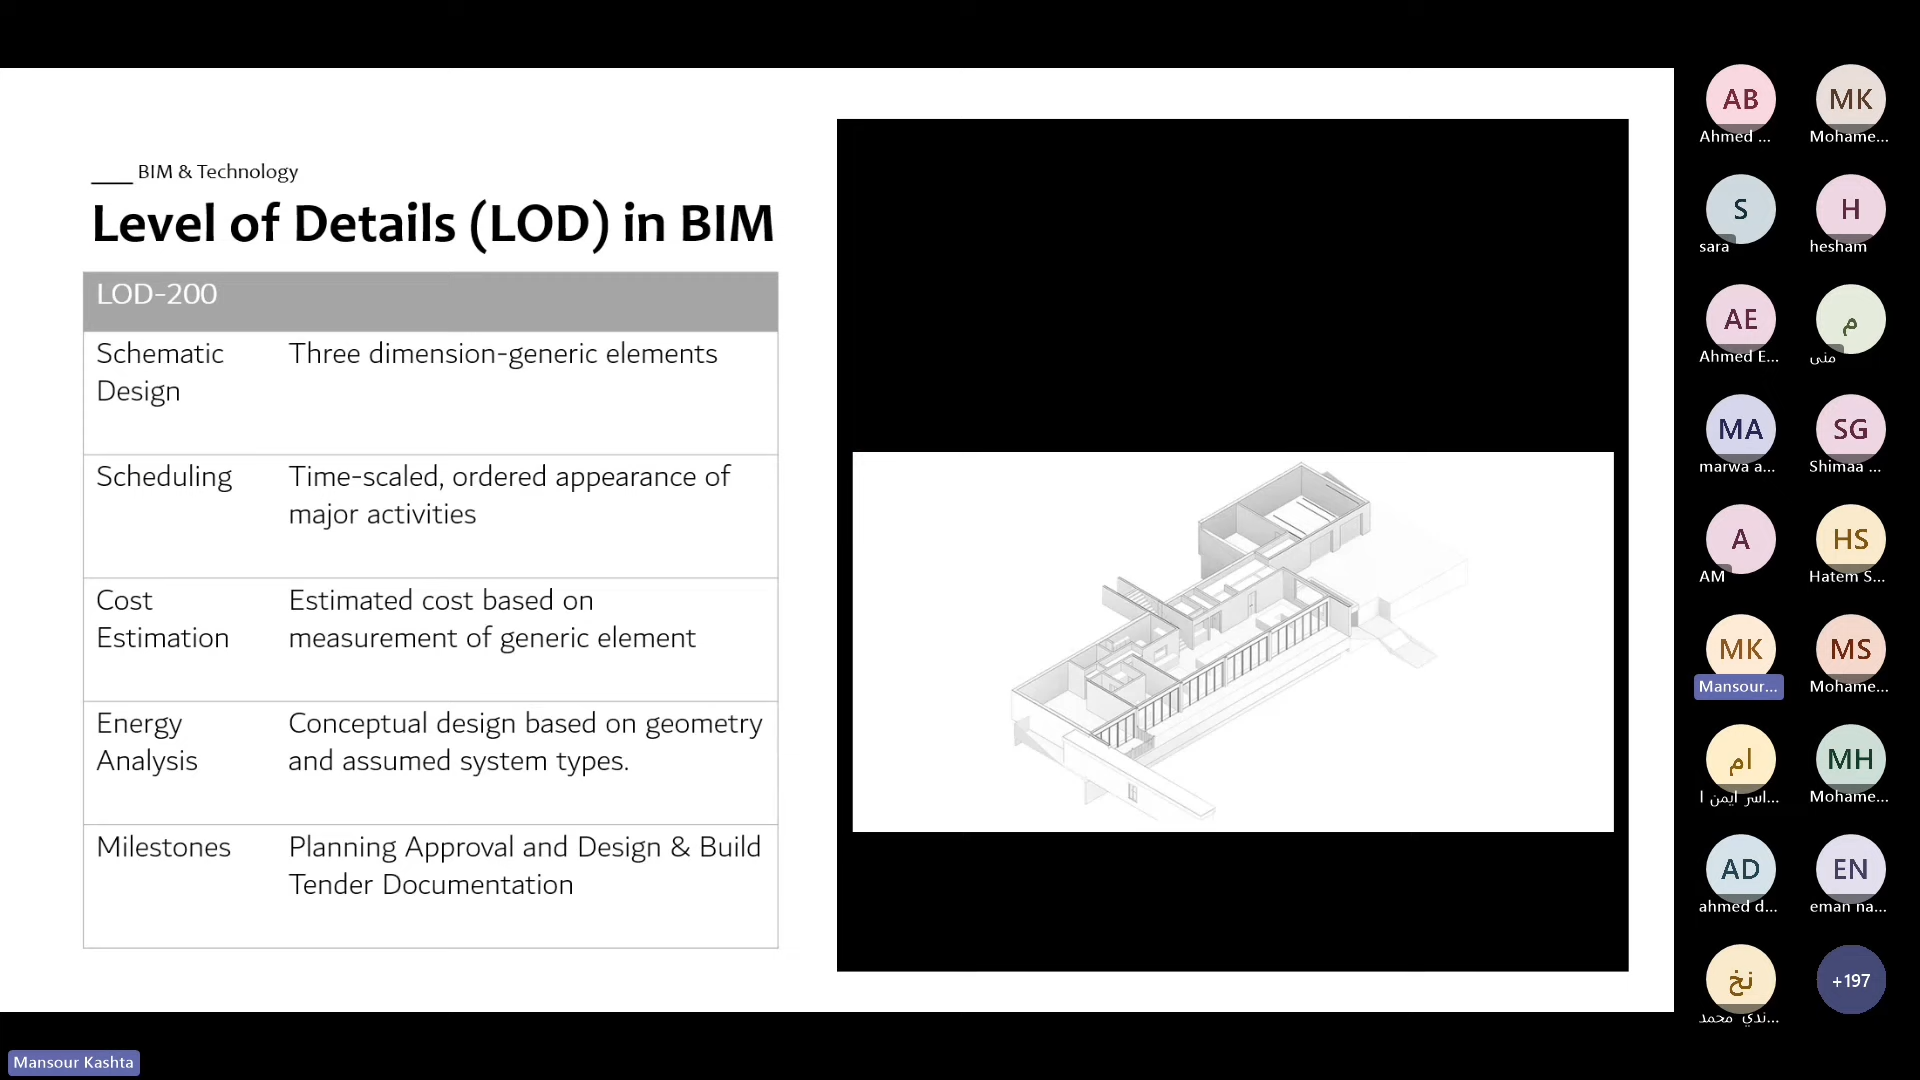 BIM & Technology
Level of Details (LOD) in BIM
LOD-200
Schematic
Design
Three dimension-generic elements
Scheduling
Time-scaled, ordered appearance of
major activities
Cost
Estimation
Estimated cost based on
measurement of generic element
Energy
Analysis
Conceptual design based on geometry
and assumed system types.
Milestones
Planning Approval and Design & Build
Tender Documentation
AB
Ahmed ...
MK
Mohame...
S
sara
H
hesham
AE
Ahmed E...
م
منى
MA
marwa a...
SG
Shimaa ...
A
AM
HS
Hatem S...
MK
Mansour...
MS
Mohame...
ام
MH
Mohame...
AD
ahmed d...
EN
eman na...
نخ
+197
Mansour Kashta